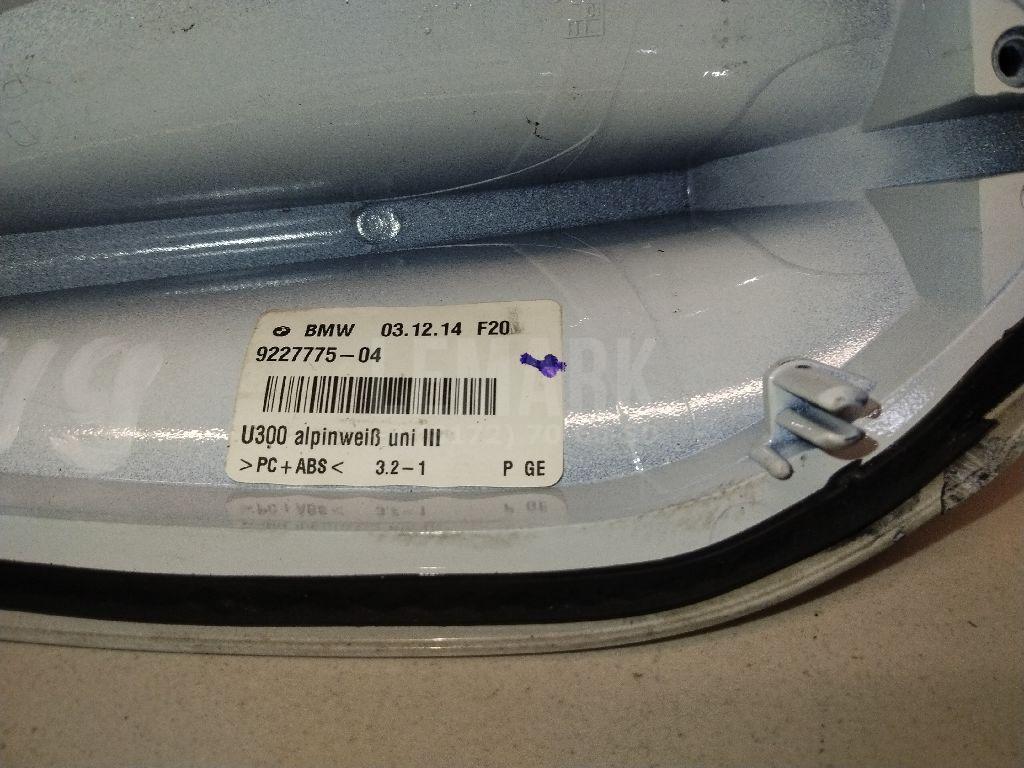 BMW 03.12.14 F20
9227775-04
U300 alpinweiß uni III
>PC+ABS< 3.2-1 P GE